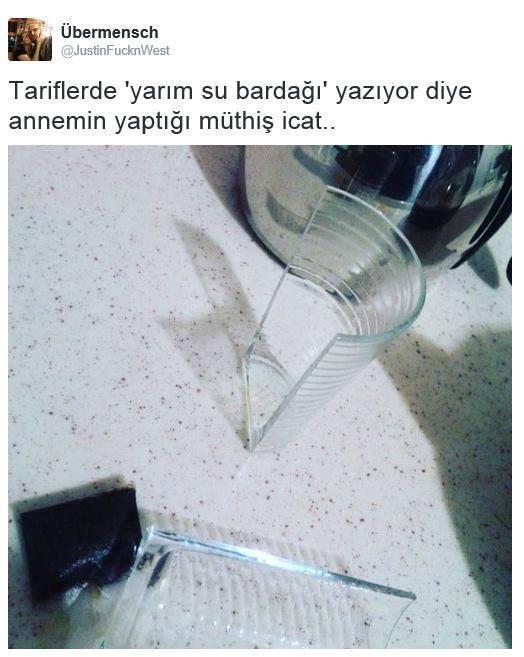 Übermensch
@JustinFucknWest
Tariflerde 'yarım su bardağı' yazıyor diye
annemin yaptığı müthiş icat..